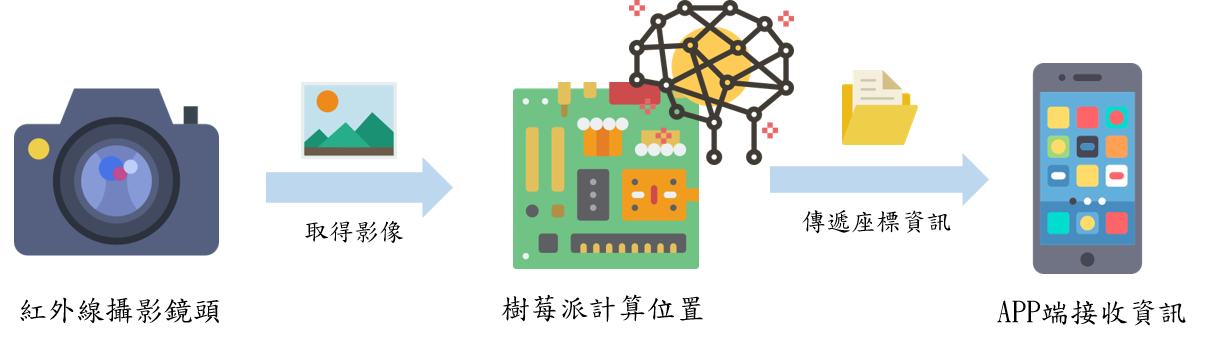 取得影像
傳遞座標資訊
紅外線攝影鏡頭
樹莓派計算位置
APP端接收資訊